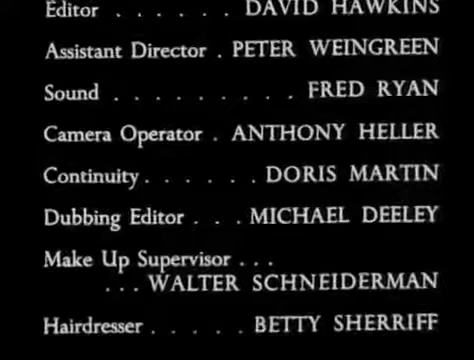 Editor . . . . . . DAVID HAWKINS
Assistant Director . PETER WEINGREEN
Sound . . . . . . . . . FRED RYAN
Camera Operator . ANTHONY HELLER
Continuity . . . . . . DORIS MARTIN
Dubbing Editor . . . MICHAEL DEELEY
Make Up Supervisor . . .
. . . WALTER SCHNEIDERMAN
Hairdresser . . . . . BETTY SHERRIFF